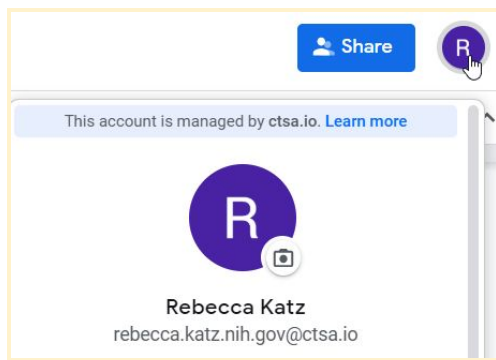 Share
R
This account is managed by ctsa.io. Learn more
R
Rebecca Katz
rebecca.katz.nih.gov@ctsa.io